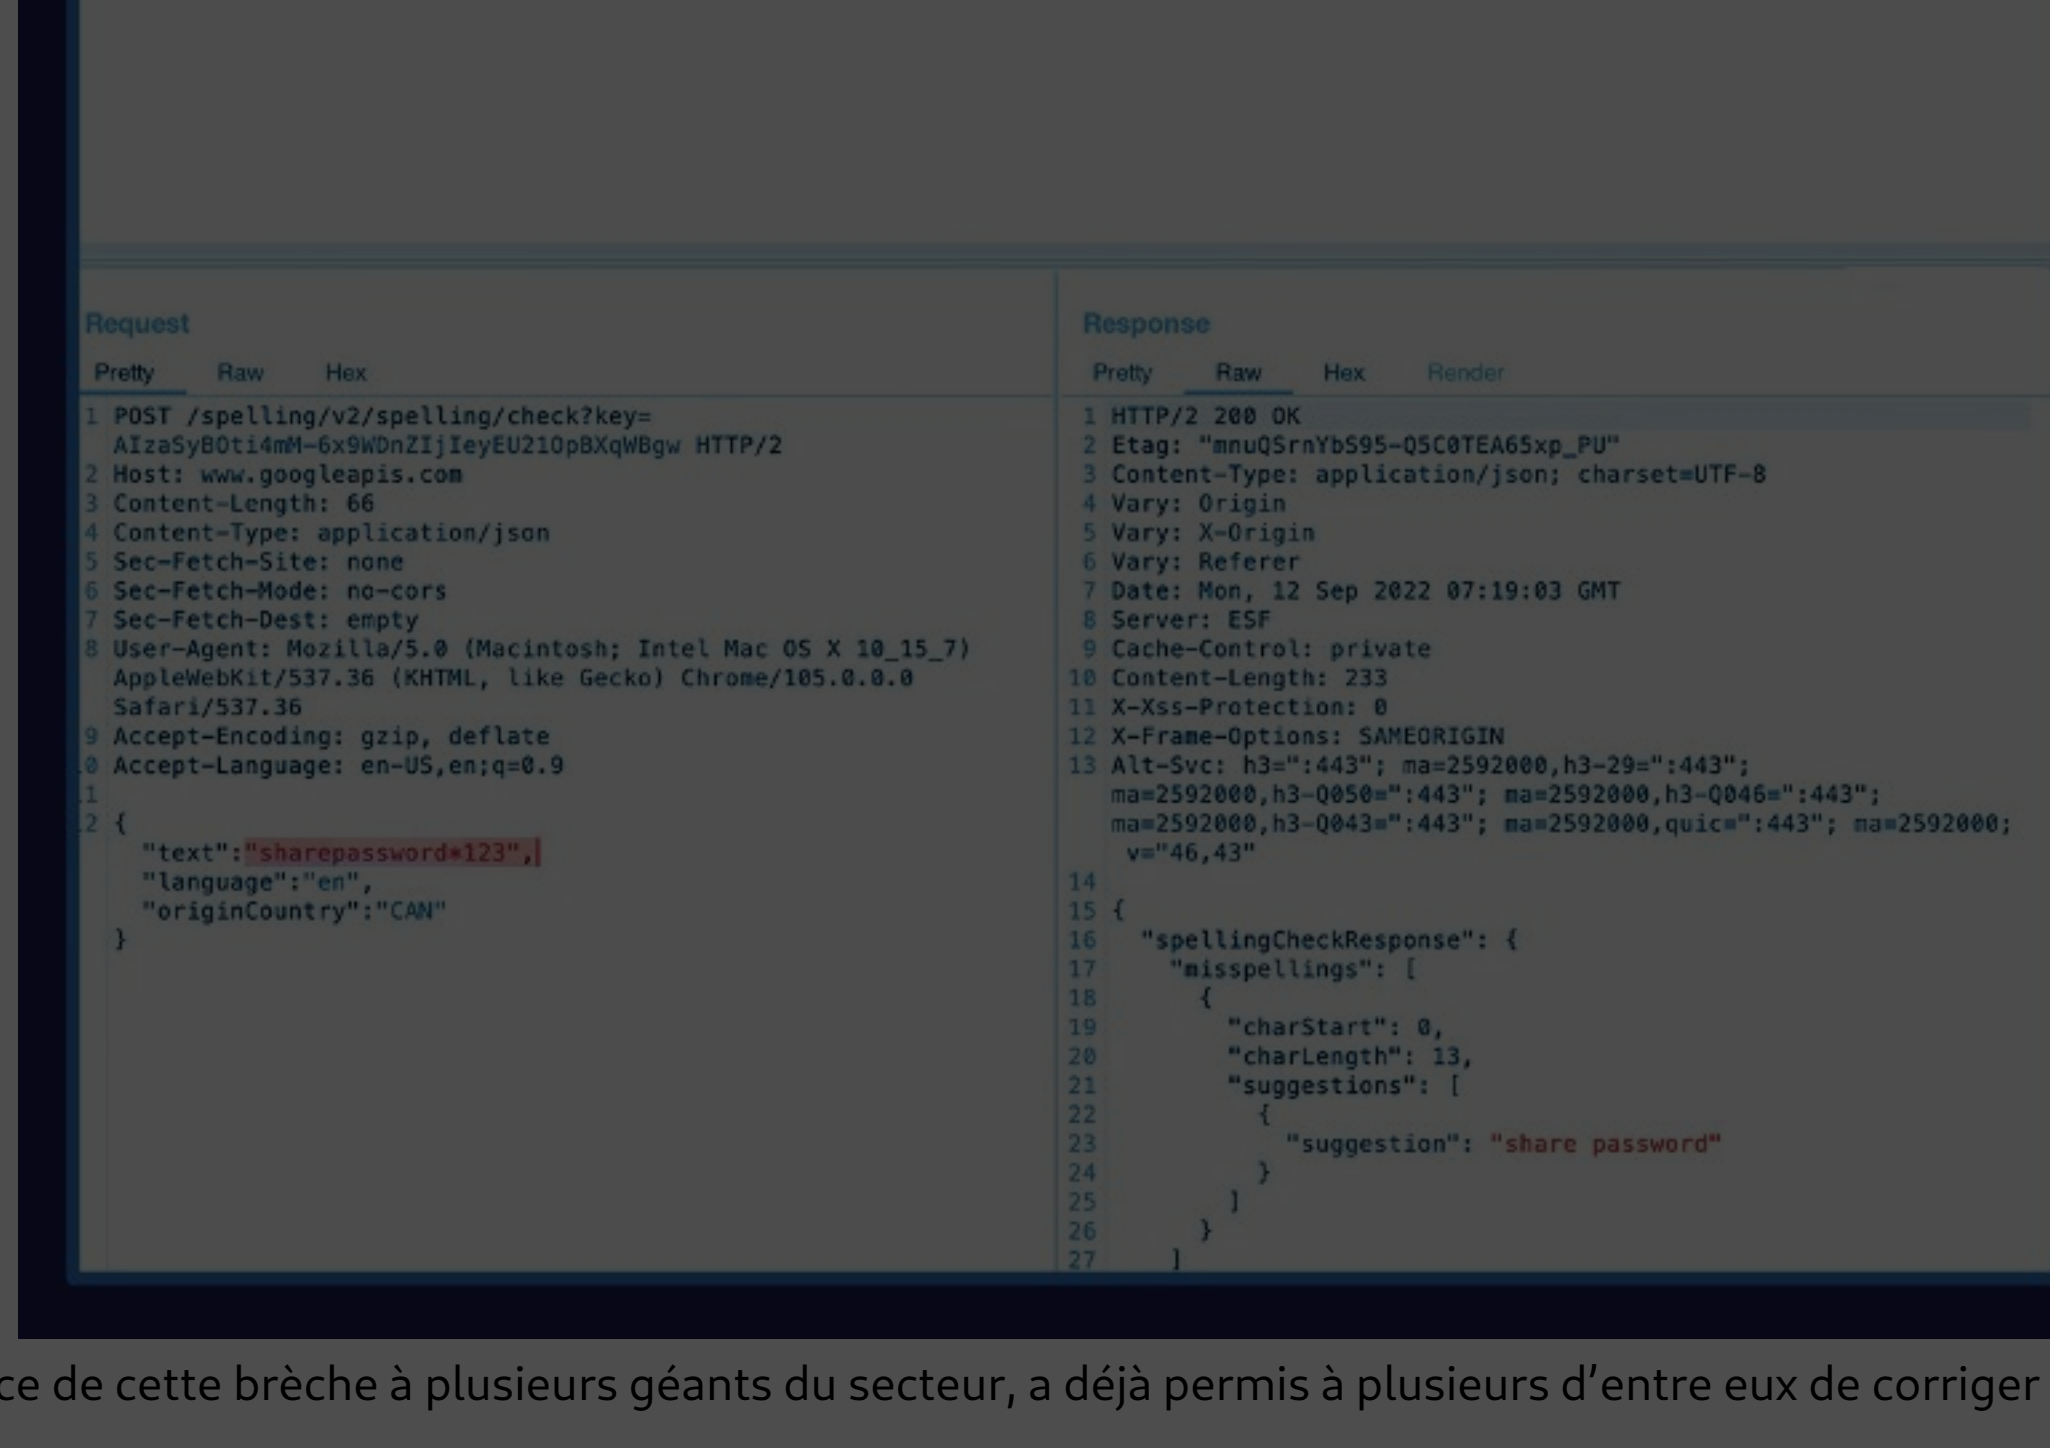 Request
Pretty Raw Hex
1 POST /spelling/v2/spelling/check?key=
AIzaSyBOti4mM-6x9WDnZIjIeyEU21OpBXqWBgw HTTP/2
2 Host: www.googleapis.com
3 Content-Length: 66
4 Content-Type: application/json
5 Sec-Fetch-Site: none
6 Sec-Fetch-Mode: no-cors
7 Sec-Fetch-Dest: empty
8 User-Agent: Mozilla/5.0 (Macintosh; Intel Mac OS X 10_15_7)
AppleWebKit/537.36 (KHTML, like Gecko) Chrome/105.0.0.0
Safari/537.36
9 Accept-Encoding: gzip, deflate
10 Accept-Language: en-US,en;q=0.9
11
12 {
"text":"sharepassword*123",
"language":"en",
"originCountry":"CAN"
}
Response
Pretty Raw Hex Render
1 HTTP/2 200 OK
2 Etag: "mnuQSrnYbS95-Q5C0TEA65xp_PU"
3 Content-Type: application/json; charset=UTF-8
4 Vary: Origin
5 Vary: X-Origin
6 Vary: Referer
7 Date: Mon, 12 Sep 2022 07:19:03 GMT
8 Server: ESF
9 Cache-Control: private
10 Content-Length: 233
11 X-Xss-Protection: 0
12 X-Frame-Options: SAMEORIGIN
13 Alt-Svc: h3=":443"; ma=2592000,h3-29=":443";
ma=2592000,h3-Q050=":443"; ma=2592000,h3-Q046=":443";
ma=2592000,h3-Q043=":443"; ma=2592000,quic=":443"; ma=2592000;
v="46,43"
14
15 {
16 "spellingCheckResponse": {
17 "misspellings": [
18 {
19 "charStart": 0,
20 "charLength": 13,
21 "suggestions": [
22 {
23 "suggestion": "share password"
24 }
25 ]
26 }
27 ]
ce de cette brèche à plusieurs géants du secteur, a déjà permis à plusieurs d'entre eux de corriger